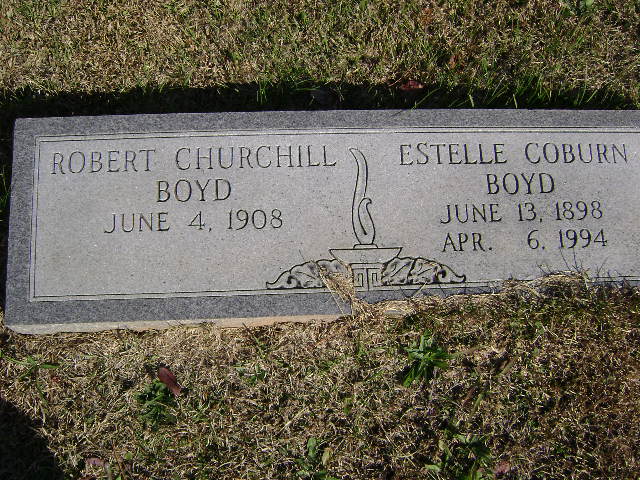 ROBERT CHURCHILL
BOYD
JUNE 4, 1908
ESTELLE COBURN
BOYD
JUNE 13, 1898
APR. 6, 1994